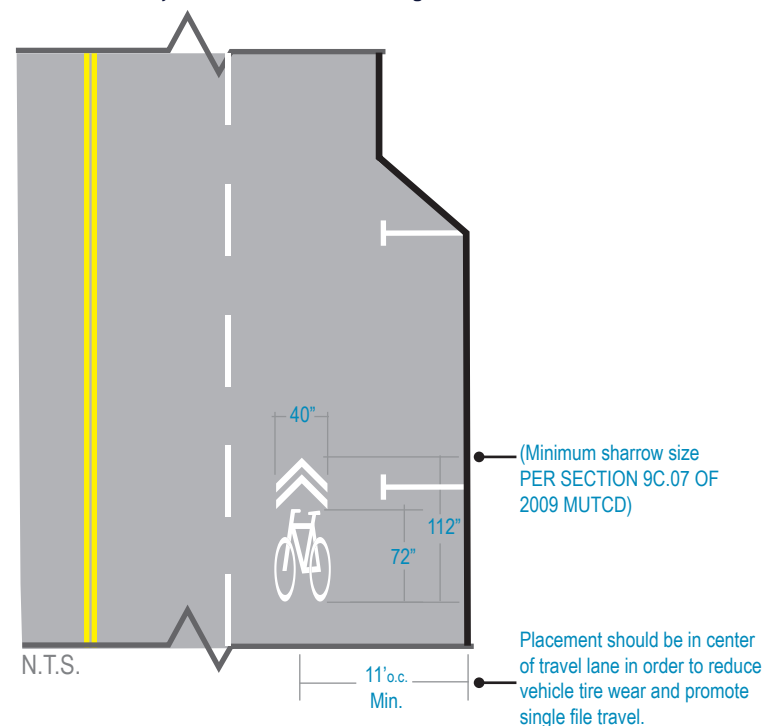 40”
(Minimum sharrow size
PER SECTION 9C.07 OF
2009 MUTCD)
112”
72”
N.T.S.
11’o.c.
Min.
Placement should be in center
of travel lane in order to reduce
vehicle tire wear and promote
single file travel.